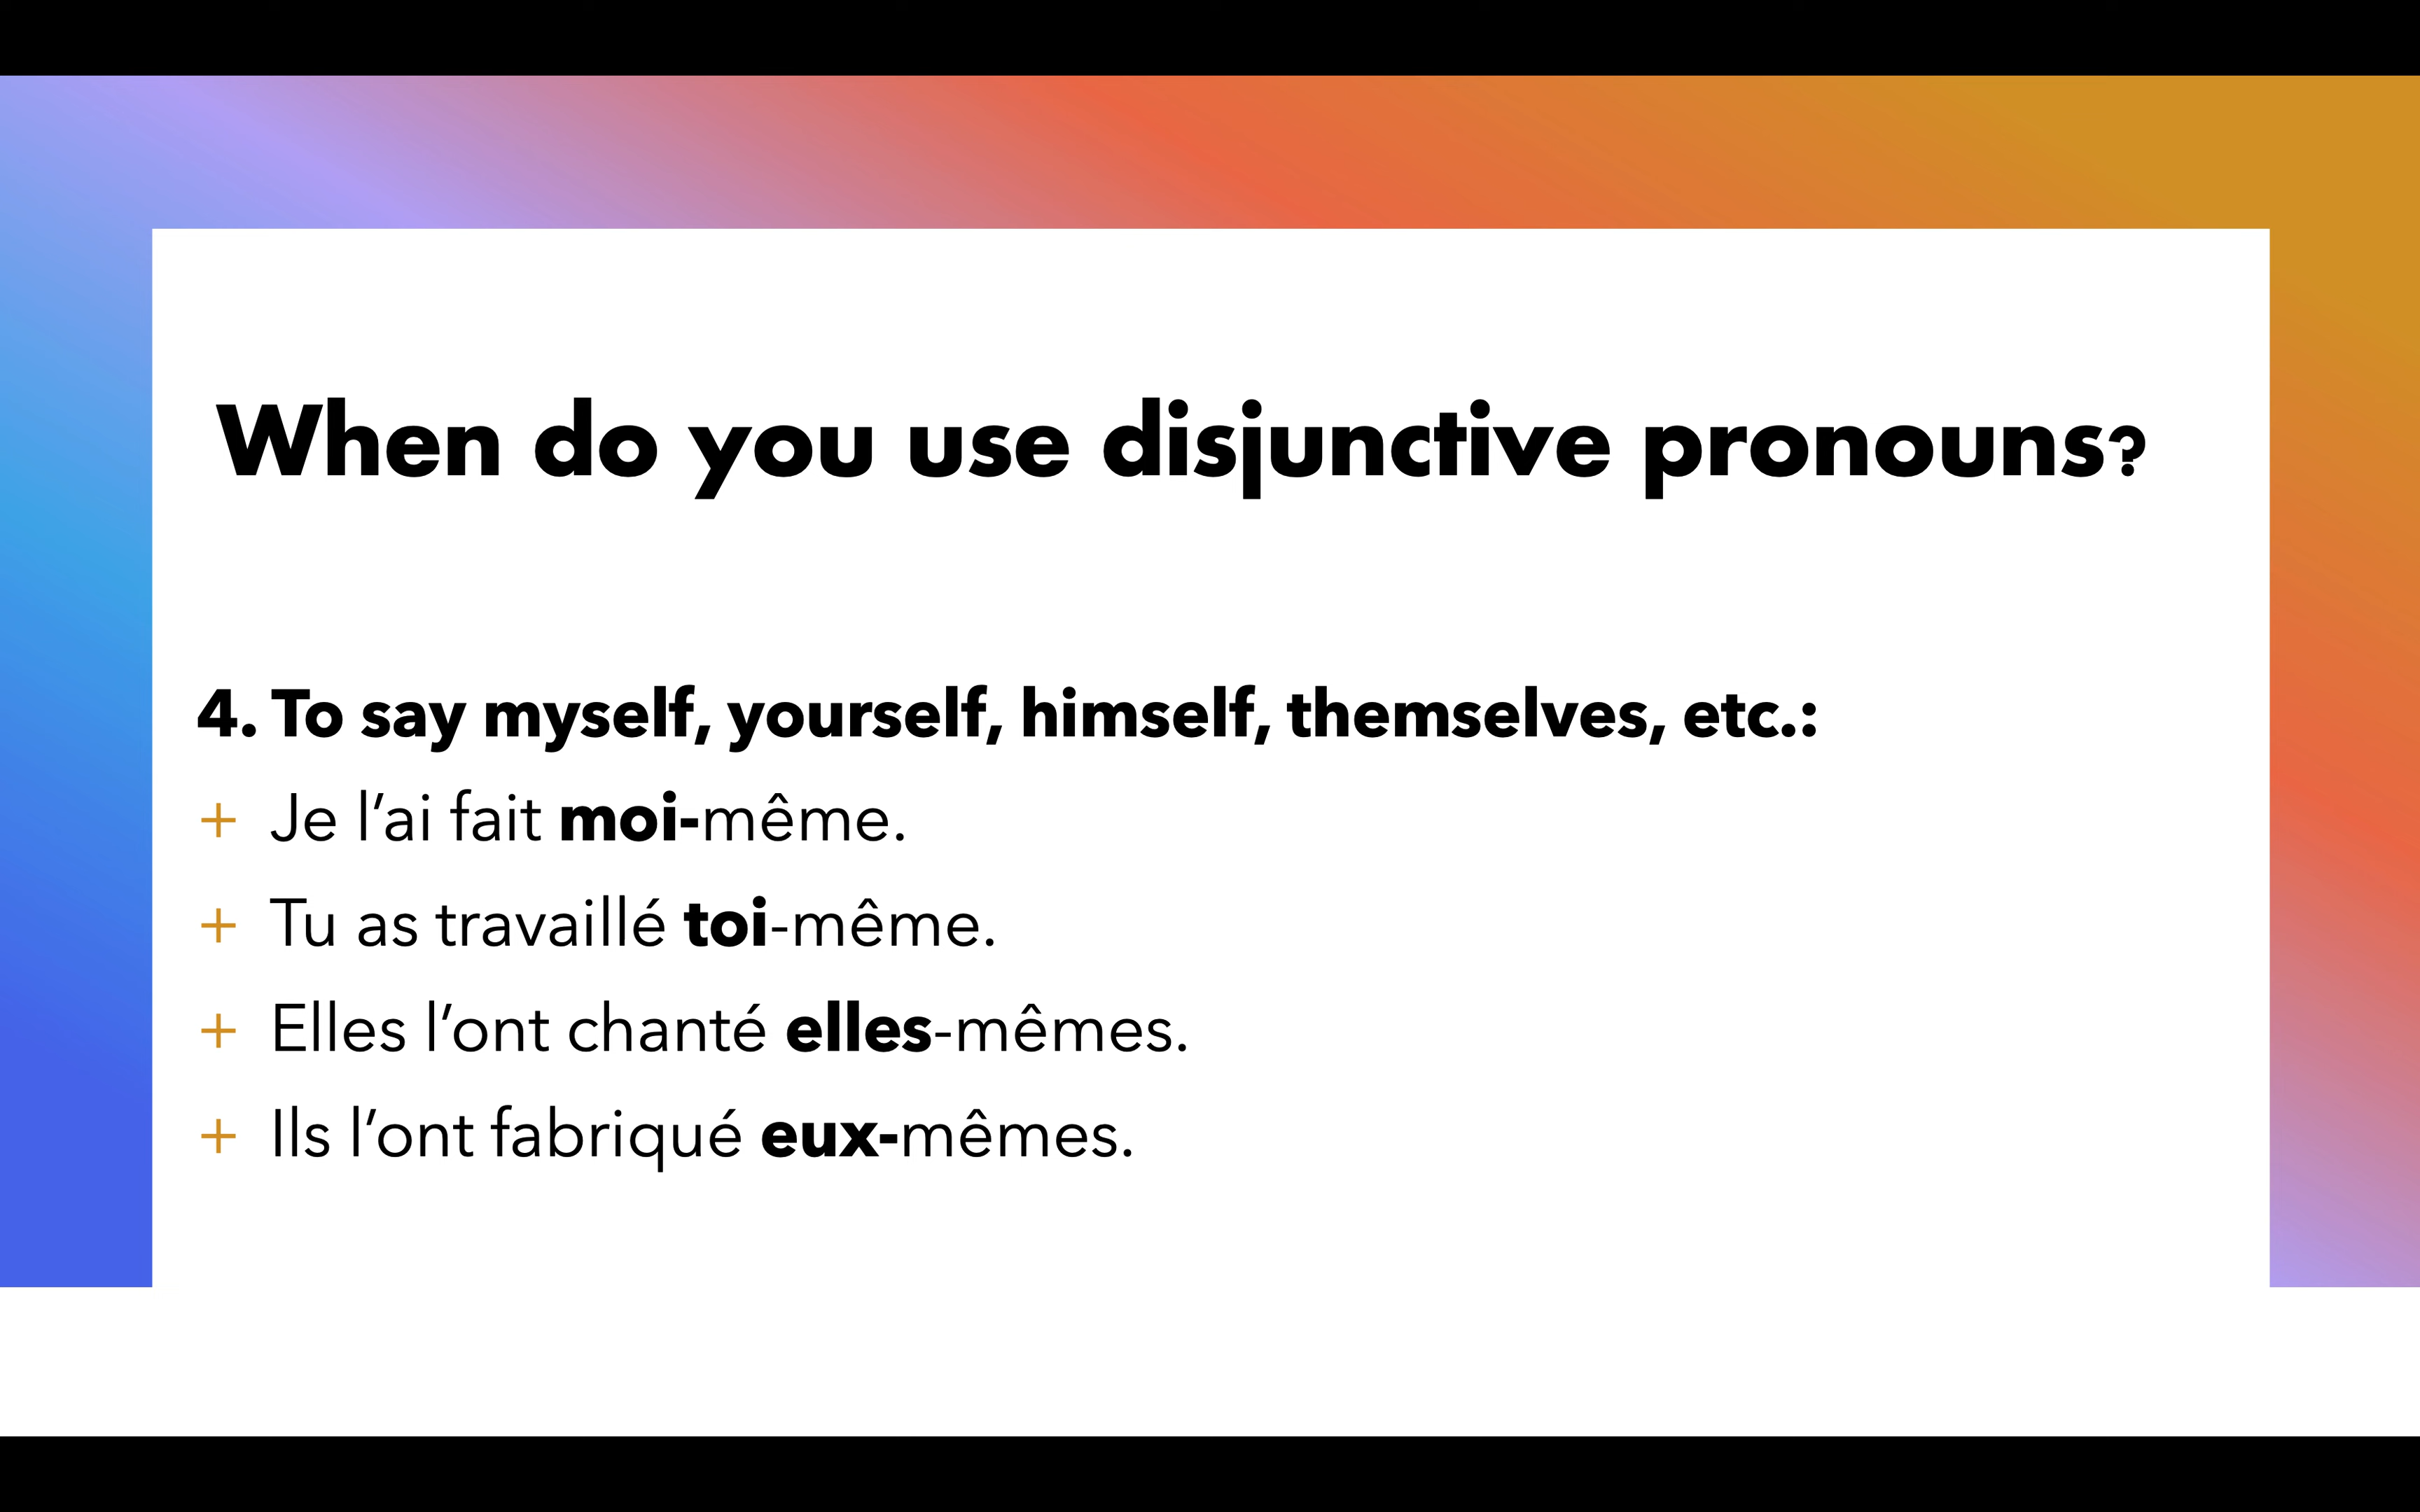 When do you use disjunctive pronouns?
4. To say myself, yourself, himself, themselves, etc.:
+ Je l’ai fait moi-même.
+ Tu as travaillé toi-même.
+ Elles l’ont chanté elles-mêmes.
+ Ils l’ont fabriqué eux-mêmes.